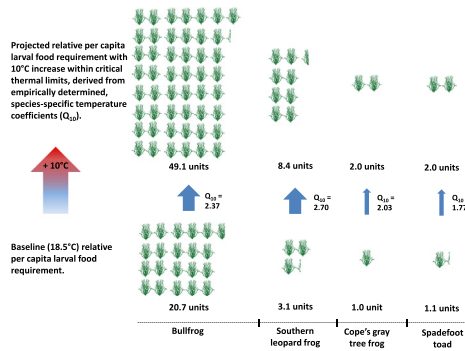 Projected relative per capita
larval food requirement with
10°C increase within critical
thermal limits, derived from
empirically determined,
species-specific temperature
coefficients (Q10).
49.1 units
8.4 units
2.0 units
2.0 units
+ 10°C
Q10 =
2.37
Q10 =
2.70
Q10 =
2.03
Q10 =
1.77
Baseline (18.5°C) relative
per capita larval food
requirement.
20.7 units
3.1 units
1.0 unit
1.1 units
Bullfrog
Southern
leopard frog
Cope's gray
tree frog
Spadefoot
toad